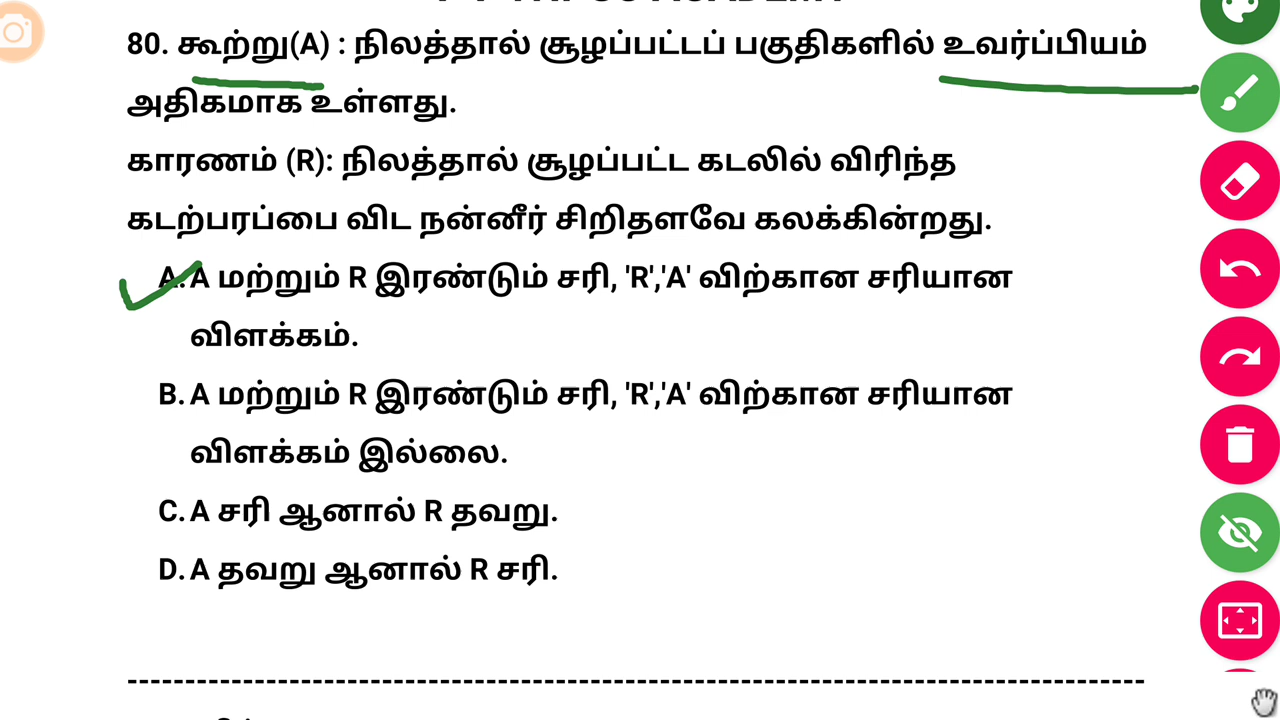 80. கூற்று(A) : நிலத்தால் சூழப்பட்டப் பகுதிகளில் உவர்ப்பியம்
அதிகமாக உள்ளது.
காரணம் (R): நிலத்தால் சூழப்பட்ட கடலில் விரிந்த
கடற்பரப்பை விட நன்னீர் சிறிதளவே கலக்கின்றது.
A. A மற்றும் R இரண்டும் சரி, 'R','A' விற்கான சரியான
விளக்கம்.
B. A மற்றும் R இரண்டும் சரி, 'R','A' விற்கான சரியான
விளக்கம் இல்லை.
C. A சரி ஆனால் R தவறு.
D. A தவறு ஆனால் R சரி.